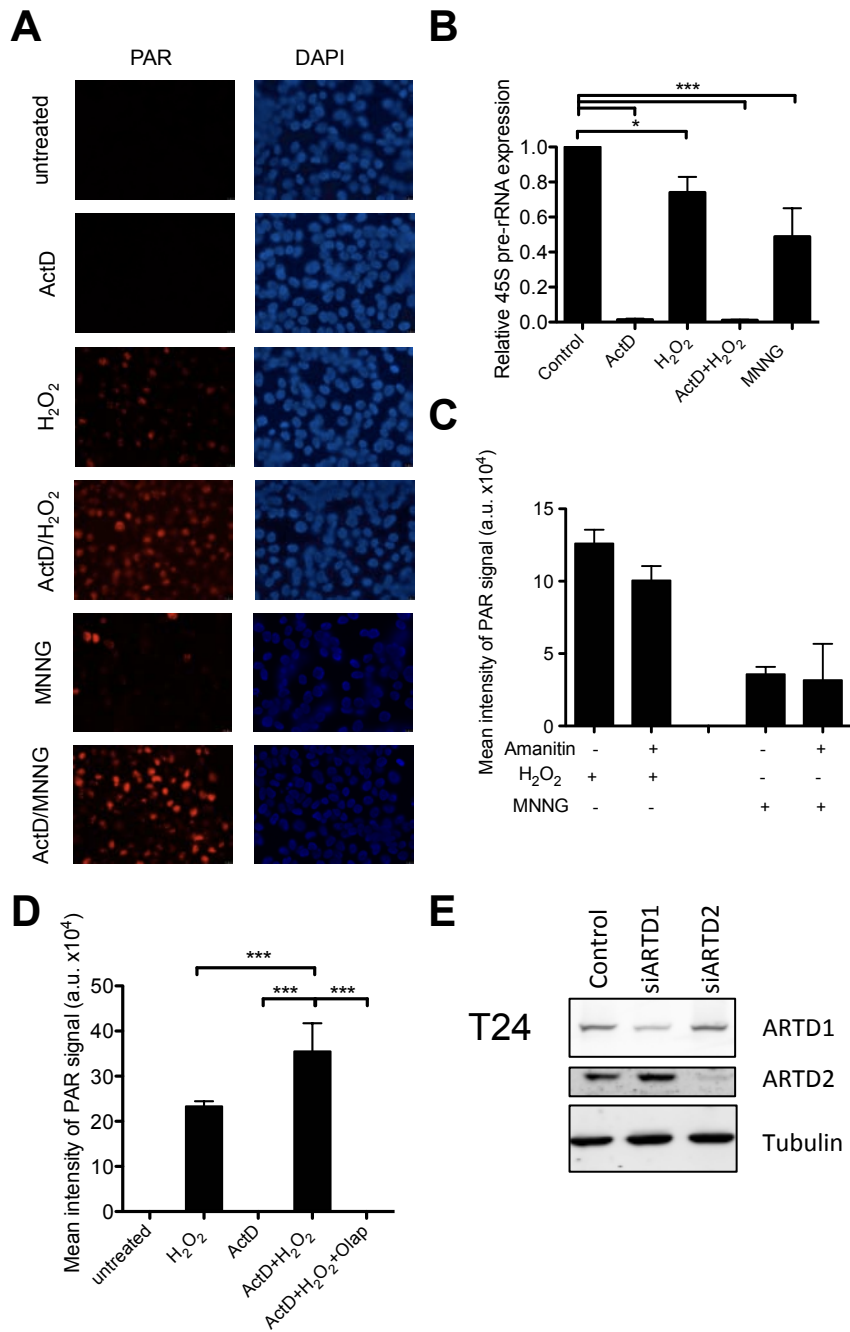 A
PAR DAPI
untreated
ActD
H₂O₂
ActD/H₂O₂
MNNG
ActD/MNNG
B
***
*
Relative 45S pre-rRNA expression
1.0
0.8
0.6
0.4
0.2
0.0
Control ActD H₂O₂ ActD+H₂O₂ MNNG
C
Mean intensity of PAR signal (a.u. x10⁴)
15
10
5
0
Amanitin - + - +
H₂O₂ + + - -
MNNG - - + +
D
Mean intensity of PAR signal (a.u. x10⁴)
***
*** ***
50
40
30
20
10
0
untreated H₂O₂ ActD ActD+H₂O₂ ActD+H₂O₂+Olap
E
Control siARTD1 siARTD2
T24
ARTD1
ARTD2
Tubulin